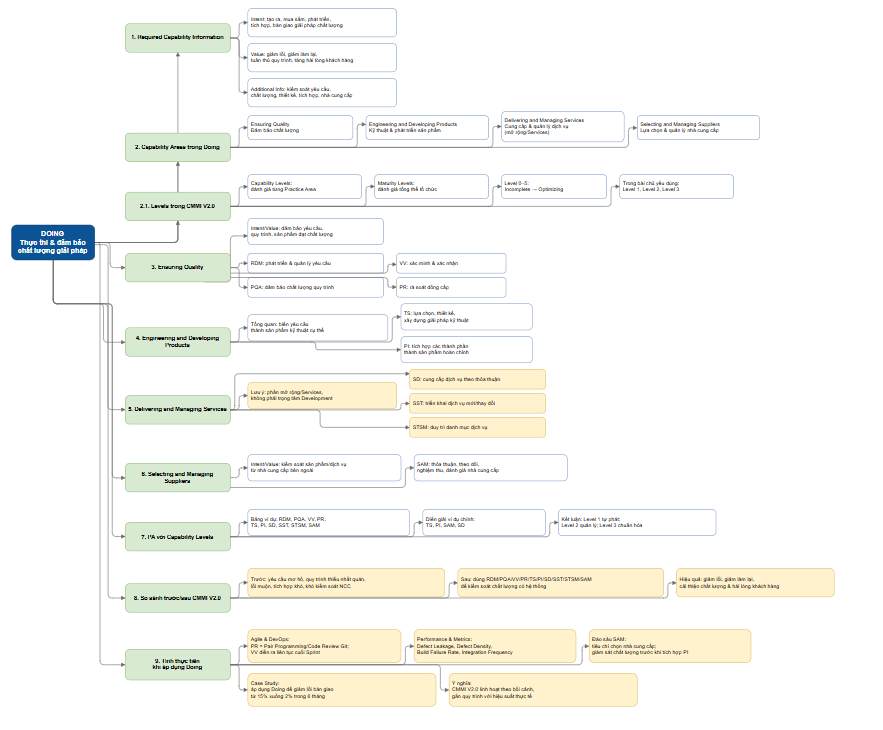 DOING
Thực thi & đảm bảo
chất lượng giải pháp
1. Required Capability Information
Intent: tạo ra, mua sắm, phát triển,
tích hợp, bàn giao giải pháp chất lượng
Value: giảm lỗi, giảm làm lại,
tuân thủ quy trình, tăng hài lòng khách hàng
Additional Info: kiểm soát yêu cầu,
chất lượng, thiết kế, tích hợp, nhà cung cấp
2. Capability Areas trong Doing
Ensuring Quality
Đảm bảo chất lượng
Engineering and Developing Products
Kỹ thuật & phát triển sản phẩm
Delivering and Managing Services
Cung cấp & quản lý dịch vụ
(mở rộng/Services)
Selecting and Managing Suppliers
Lựa chọn & quản lý nhà cung cấp
2.1. Levels trong CMMI V2.0
Capability Levels:
đánh giá từng Practice Area
Maturity Levels:
đánh giá tổng thể tổ chức
Level 0–5:
Incomplete → Optimizing
Trong bài chủ yếu dùng:
Level 1, Level 2, Level 3
3. Ensuring Quality
Intent/Value: đảm bảo yêu cầu,
quy trình, sản phẩm đạt chất lượng
RDM: phát triển & quản lý yêu cầu
VV: xác minh & xác nhận
PQA: đảm bảo chất lượng quy trình
PR: rà soát đồng cấp
4. Engineering and Developing
Products
Tổng quan: biến yêu cầu
thành sản phẩm kỹ thuật cụ thể
TS: lựa chọn, thiết kế,
xây dựng giải pháp kỹ thuật
PI: tích hợp các thành phần
thành sản phẩm hoàn chỉnh
5. Delivering and Managing Services
Lưu ý: phần mở rộng/Services,
không phải trọng tâm Development
SD: cung cấp dịch vụ theo thỏa thuận
SST: triển khai dịch vụ mới/thay đổi
STSM: duy trì danh mục dịch vụ
6. Selecting and Managing
Suppliers
Intent/Value: kiểm soát sản phẩm/dịch vụ
từ nhà cung cấp bên ngoài
SAM: thỏa thuận, theo dõi,
nghiệm thu, đánh giá nhà cung cấp
7. PA với Capability Levels
Bảng ví dụ: RDM, PQA, VV, PR,
TS, PI, SD, SST, STSM, SAM
Diễn giải ví dụ chính:
TS, PI, SAM, SD
Kết luận: Level 1 tự phát;
Level 2 quản lý; Level 3 chuẩn hóa
8. So sánh trước/sau CMMI V2.0
Trước: yêu cầu mơ hồ, quy trình thiếu nhất quán,
lỗi muộn, tích hợp khó, khó kiểm soát NCC
Sau: dùng RDM/PQA/VV/PR/TS/PI/SD/SST/STSM/SAM
để kiểm soát chất lượng có hệ thống
Hiệu quả: giảm lỗi, giảm làm lại,
cải thiện chất lượng & hài lòng khách hàng
9. Tính thực tiễn
khi áp dụng Doing
Agile & DevOps:
PR = Pair Programming/Code Review Git;
VV diễn ra liên tục cuối Sprint
Performance & Metrics:
Defect Leakage, Defect Density,
Build Failure Rate, Integration Frequency
Đào sâu SAM:
tiêu chí chọn nhà cung cấp;
giám sát chất lượng trước khi tích hợp PI
Case Study:
áp dụng Doing để giảm lỗi bàn giao
từ 15% xuống 2% trong 6 tháng
Ý nghĩa:
CMMI V2.0 linh hoạt theo bối cảnh,
gắn quy trình với hiệu suất thực tế